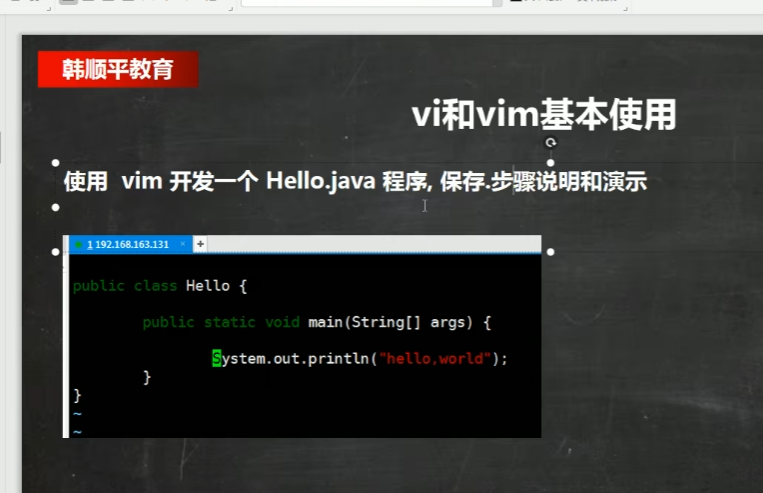 韩顺平教育
vi和vim基本使用
使用 vim 开发一个 Hello.java 程序, 保存.步骤说明和演示
1 192.168.163.131 × +
public class Hello {
public static void main(String[] args) {
System.out.println("hello,world");
}
}
~
~